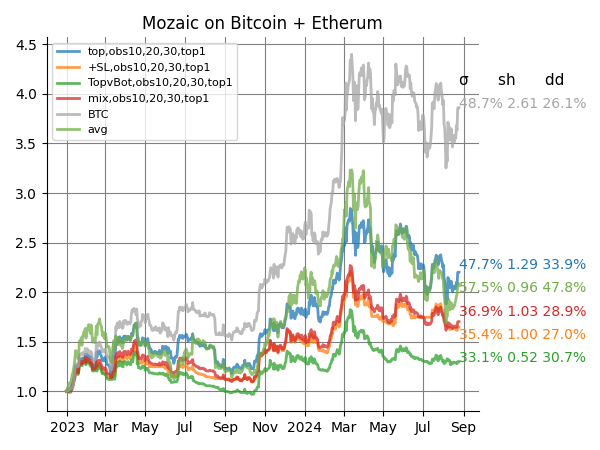 Mozaic on Bitcoin + Etherum
4.5
4.0
3.5
3.0
2.5
2.0
1.5
1.0
top,obs10,20,30,top1
+SL,obs10,20,30,top1
TopvBot,obs10,20,30,top1
mix,obs10,20,30,top1
BTC
avg
σ sh dd
48.7% 2.61 26.1%
47.7% 1.29 33.9%
57.5% 0.96 47.8%
36.9% 1.03 28.9%
35.4% 1.00 27.0%
33.1% 0.52 30.7%
2023 Mar May Jul Sep Nov 2024 Mar May Jul Sep